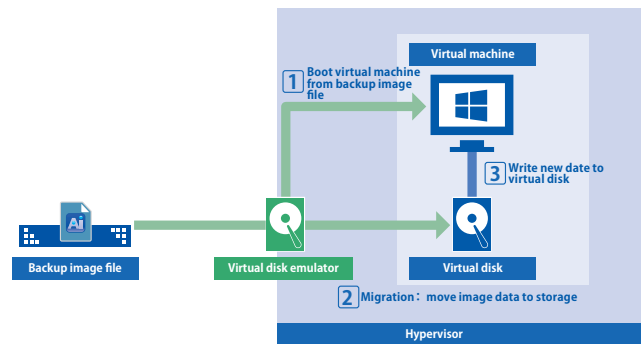 Virtual machine
1 Boot virtual machine
from backup image
file
3 Write new date to
virtual disk
Ai
Backup image file
Virtual disk emulator
Virtual disk
2 Migration： move image data to storage
Hypervisor